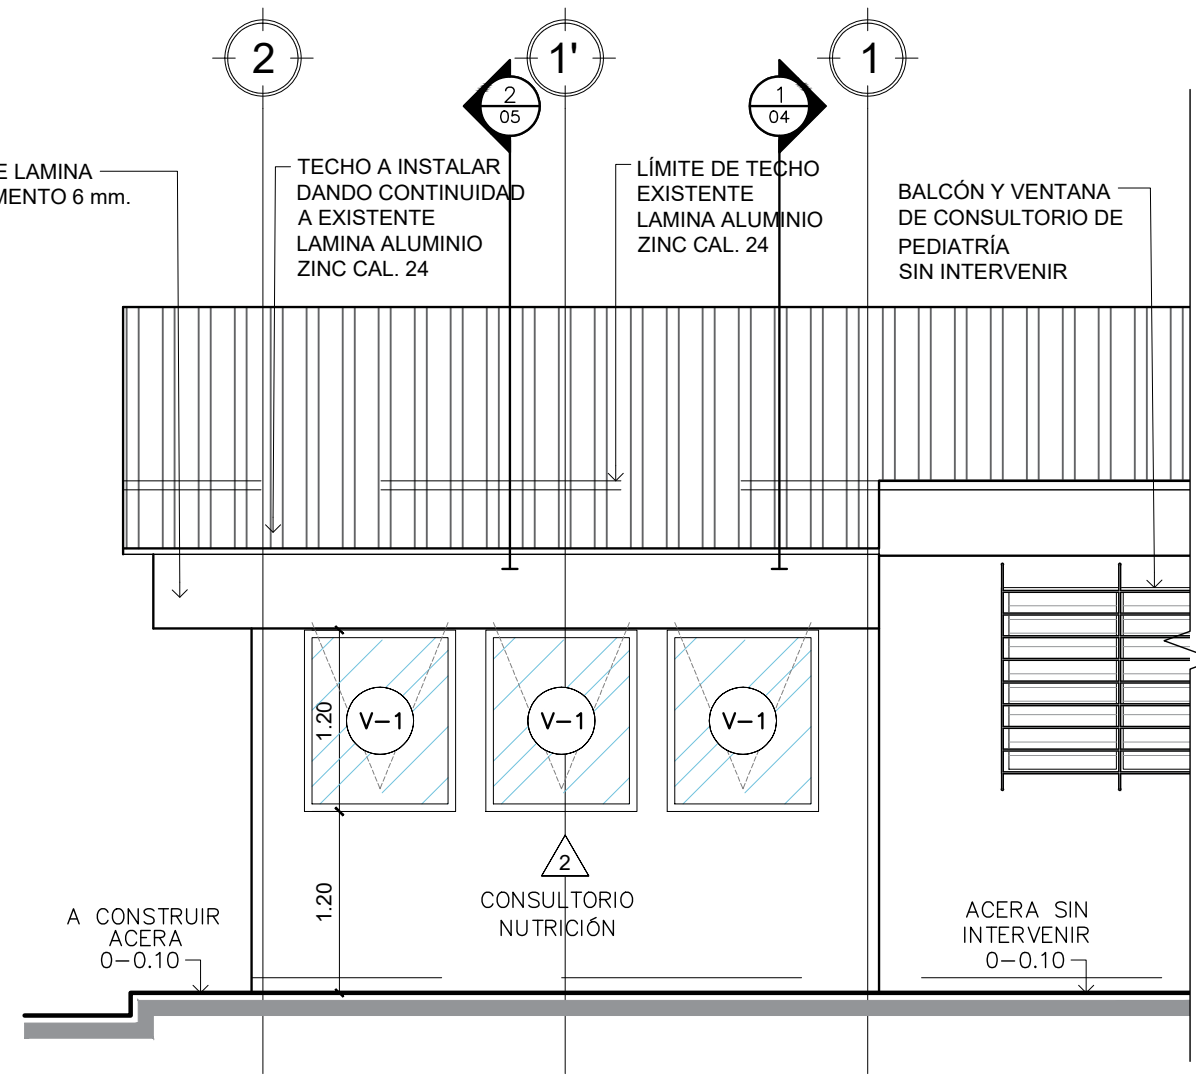 2
1'
1
2
05
1
04
E LAMINA
MENTO 6 mm.
TECHO A INSTALAR
DANDO CONTINUIDAD
A EXISTENTE
LAMINA ALUMINIO
ZINC CAL. 24
LÍMITE DE TECHO
EXISTENTE
LAMINA ALUMINIO
ZINC CAL. 24
BALCÓN Y VENTANA
DE CONSULTORIO DE
PEDIATRÍA
SIN INTERVENIR
1.20
V-1
V-1
V-1
1.20
2
CONSULTORIO
NUTRICIÓN
A CONSTRUIR
ACERA
0-0.10
ACERA SIN
INTERVENIR
0-0.10